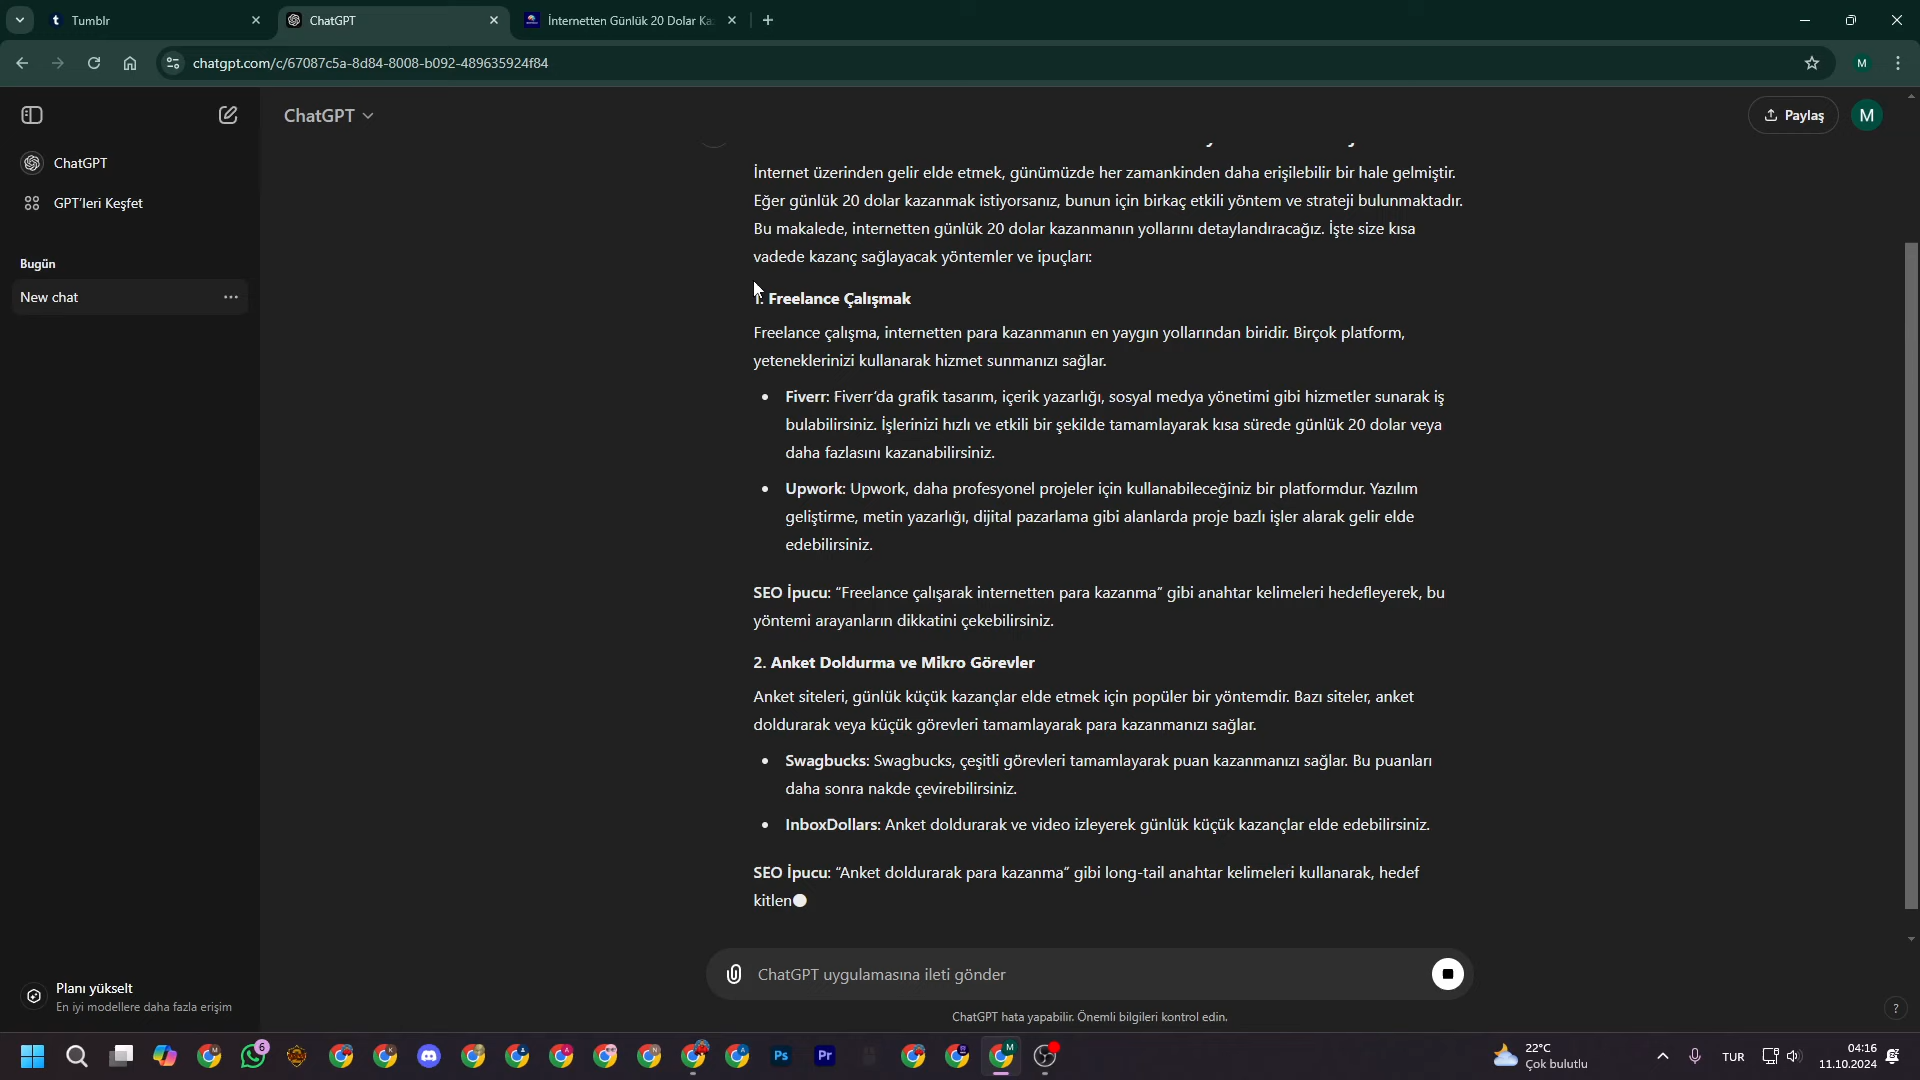 Tumblr
ChatGPT
İnternetten Günlük 20 Dolar Ka
chatgpt.com/c/67087c5a-8d84-8008-b092-489635924f84
M
ChatGPT
Paylaş
M
ChatGPT
GPT'leri Keşfet
Bugün
New chat
İnternet üzerinden gelir elde etmek, günümüzde her zamankinden daha erişilebilir bir hale gelmiştir.
Eğer günlük 20 dolar kazanmak istiyorsanız, bunun için birkaç etkili yöntem ve strateji bulunmaktadır.
Bu makalede, internetten günlük 20 dolar kazanmanın yollarını detaylandıracağız. İşte size kısa
vadede kazanç sağlayacak yöntemler ve ipuçları:
1. Freelance Çalışmak
Freelance çalışma, internetten para kazanmanın en yaygın yollarından biridir. Birçok platform,
yeteneklerinizi kullanarak hizmet sunmanızı sağlar.
Fiverr: Fiverr'da grafik tasarım, içerik yazarlığı, sosyal medya yönetimi gibi hizmetler sunarak iş
bulabilirsiniz. İşlerinizi hızlı ve etkili bir şekilde tamamlayarak kısa sürede günlük 20 dolar veya
daha fazlasını kazanabilirsiniz.
Upwork: Upwork, daha profesyonel projeler için kullanabileceğiniz bir platformdur. Yazılım
geliştirme, metin yazarlığı, dijital pazarlama gibi alanlarda proje bazlı işler alarak gelir elde
edebilirsiniz.
SEO İpucu: "Freelance çalışarak internetten para kazanma" gibi anahtar kelimeleri hedefleyerek, bu
yöntemi arayanların dikkatini çekebilirsiniz.
2. Anket Doldurma ve Mikro Görevler
Anket siteleri, günlük küçük kazançlar elde etmek için popüler bir yöntemdir. Bazı siteler, anket
doldurarak veya küçük görevleri tamamlayarak para kazanmanızı sağlar.
Swagbucks: Swagbucks, çeşitli görevleri tamamlayarak puan kazanmanızı sağlar. Bu puanları
daha sonra nakde çevirebilirsiniz.
InboxDollars: Anket doldurarak ve video izleyerek günlük küçük kazançlar elde edebilirsiniz.
SEO İpucu: "Anket doldurarak para kazanma" gibi long-tail anahtar kelimeleri kullanarak, hedef
kitlen
Planı yükselt
En iyi modellere daha fazla erişim
ChatGPT uygulamasına ileti gönder
ChatGPT hata yapabilir. Önemli bilgileri kontrol edin.
?
6
Ps
Pr
M
22°C
Çok bulutlu
TUR
04:16
11.10.2024